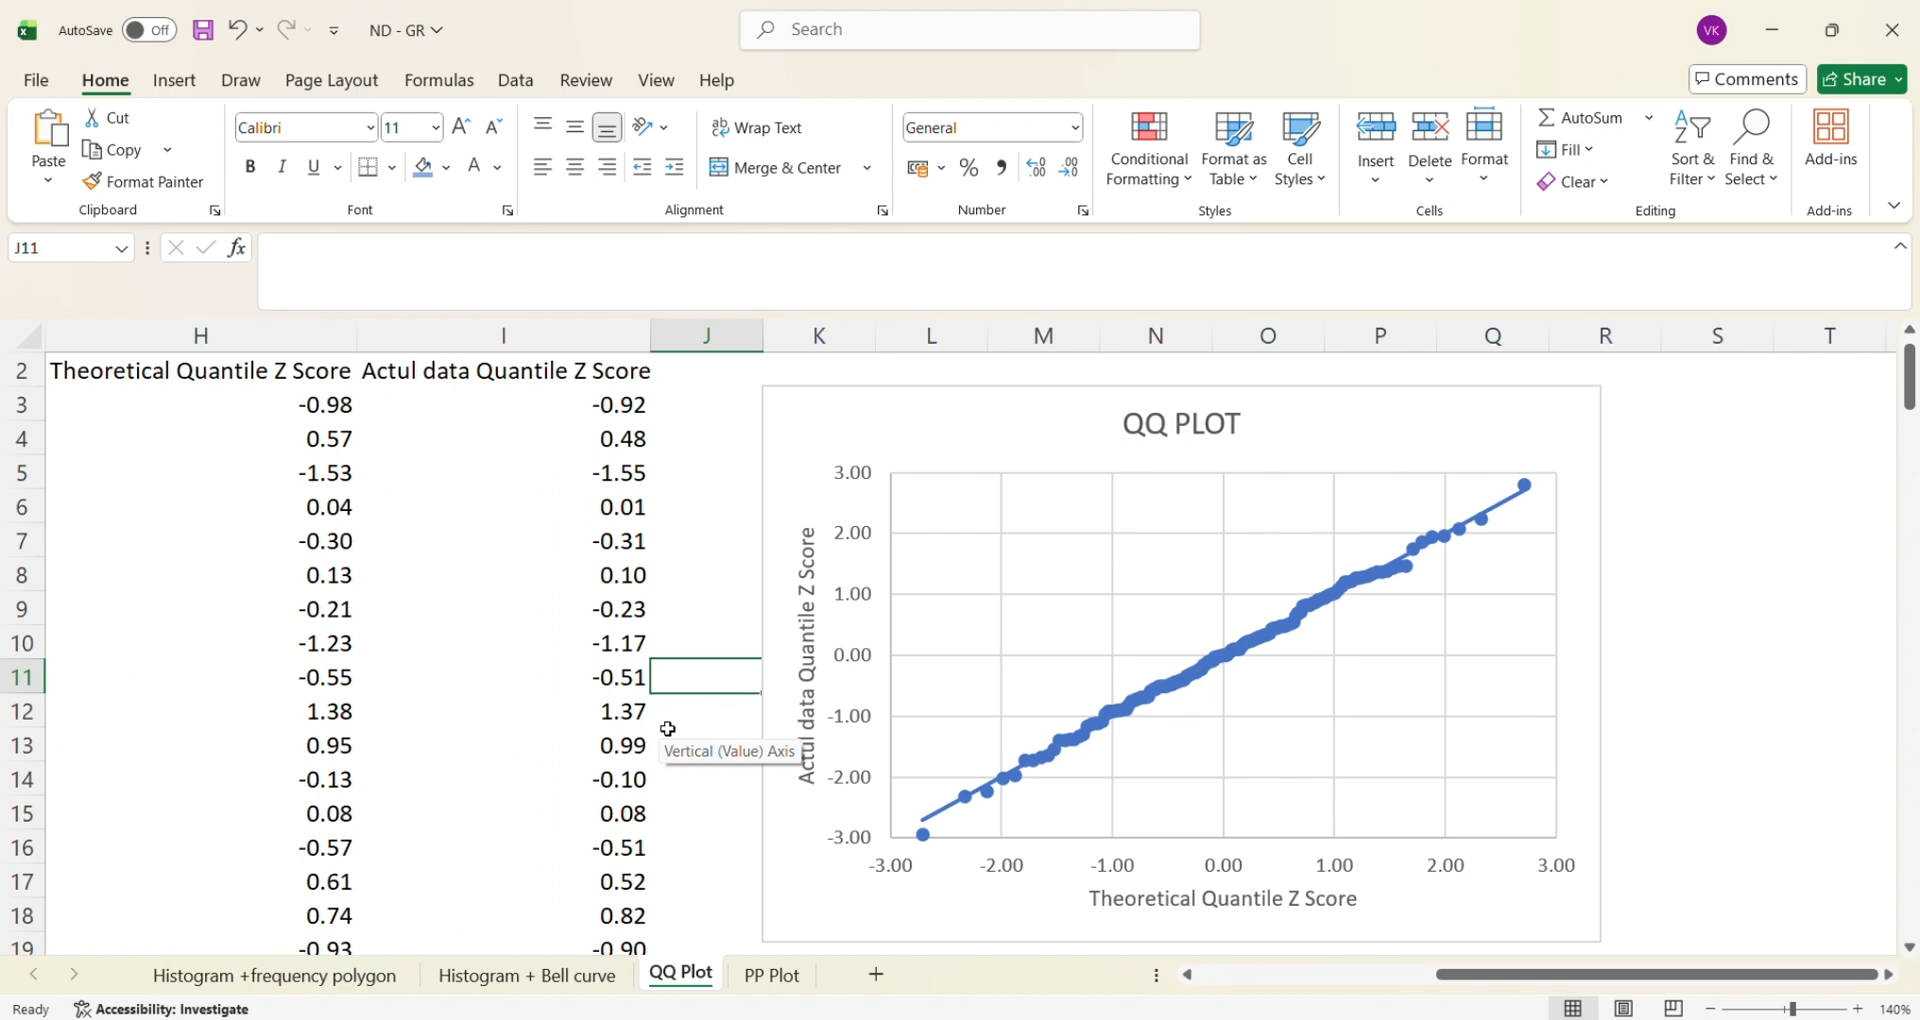 AutoSave Off ND - GR Search VK
File Home Insert Draw Page Layout Formulas Data Review View Help Comments Share
Paste Cut Copy Format Painter Clipboard
Calibri 11 B I U A Font
Wrap Text Merge & Center Alignment
General % Number
Conditional Formatting Format as Table Cell Styles Styles
Insert Delete Format Cells
AutoSum Fill Clear Sort & Filter Find & Select Editing
Add-ins Add-ins
J11 fx
H I J K L M N O P Q R S T
2 Theoretical Quantile Z Score Actul data Quantile Z Score
3 -0.98 -0.92
4 0.57 0.48
5 -1.53 -1.55
6 0.04 0.01
7 -0.30 -0.31
8 0.13 0.10
9 -0.21 -0.23
10 -1.23 -1.17
11 -0.55 -0.51
12 1.38 1.37
13 0.95 0.99
14 -0.13 -0.10
15 0.08 0.08
16 -0.57 -0.51
17 0.61 0.52
18 0.74 0.82
19 -0.93 -0.90
Vertical (Value) Axis
QQ PLOT
Actul data Quantile Z Score
3.00
2.00
1.00
0.00
-1.00
-2.00
-3.00
-3.00 -2.00 -1.00 0.00 1.00 2.00 3.00
Theoretical Quantile Z Score
Histogram +frequency polygon Histogram + Bell curve QQ Plot PP Plot
Ready Accessibility: Investigate 140%